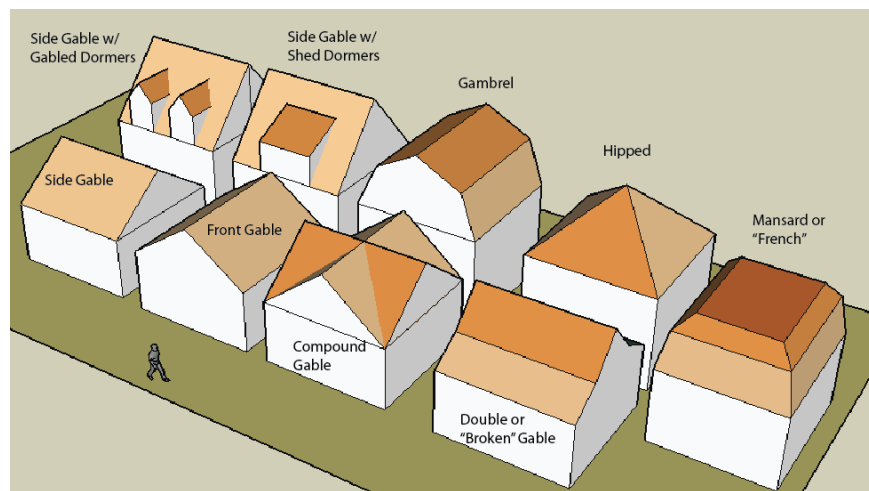 Side Gable w/
Gabled Dormers
Side Gable w/
Shed Dormers
Gambrel
Hipped
Side Gable
Mansard or
"French"
Front Gable
Compound
Gable
Double or
"Broken" Gable